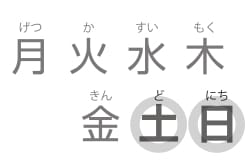 げつ か すい もく
月 火 水 木
きん ど にち
金 土 日